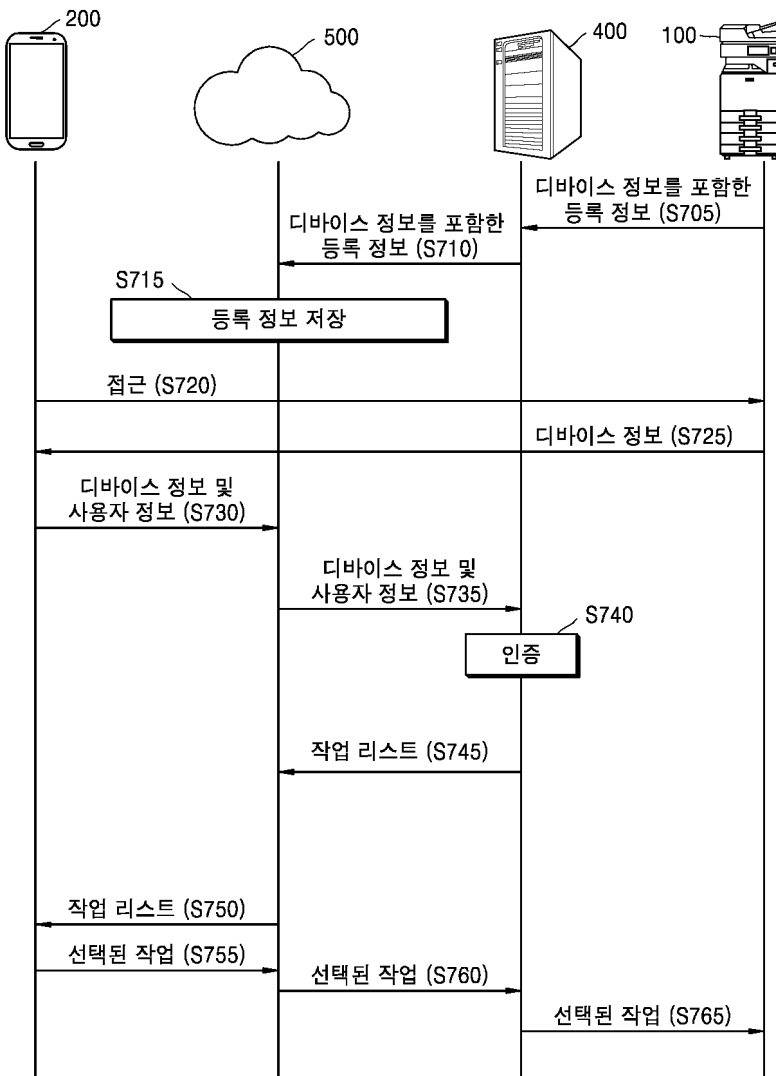 200
500
400
100
디바이스 정보를 포함한
등록 정보 (S705)
디바이스 정보를 포함한
등록 정보 (S710)
S715
등록 정보 저장
접근 (S720)
디바이스 정보 (S725)
디바이스 정보 및
사용자 정보 (S730)
디바이스 정보 및
사용자 정보 (S735)
S740
인증
작업 리스트 (S745)
작업 리스트 (S750)
선택된 작업 (S755)
선택된 작업 (S760)
선택된 작업 (S765)